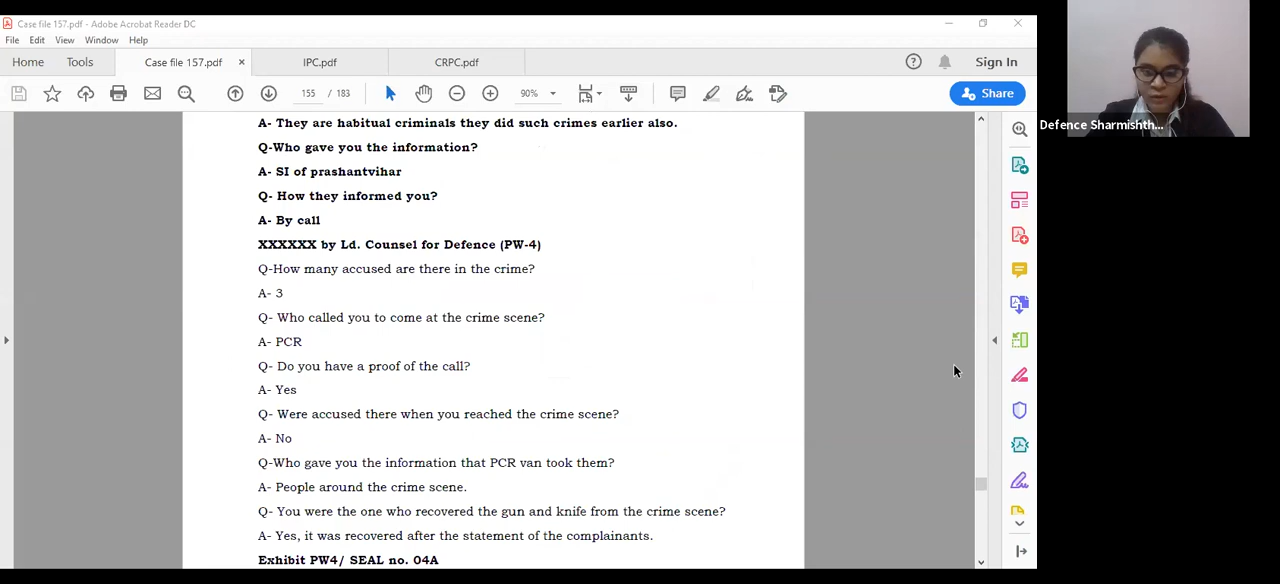 Case file 157.pdf - Adobe Acrobat Reader DC
File Edit View Window Help
Home Tools Case file 157.pdf × IPC.pdf CRPC.pdf Sign In
155 / 183 90% Share
A- They are habitual criminals they did such crimes earlier also.
Q-Who gave you the information?
A- SI of prashantvihar
Q- How they informed you?
A- By call
XXXXXX by Ld. Counsel for Defence (PW-4)
Q-How many accused are there in the crime?
A- 3
Q- Who called you to come at the crime scene?
A- PCR
Q- Do you have a proof of the call?
A- Yes
Q- Were accused there when you reached the crime scene?
A- No
Q-Who gave you the information that PCR van took them?
A- People around the crime scene.
Q- You were the one who recovered the gun and knife from the crime scene?
A- Yes, it was recovered after the statement of the complainants.
Exhibit PW4/ SEAL no. 04A
Defence Sharmishth...